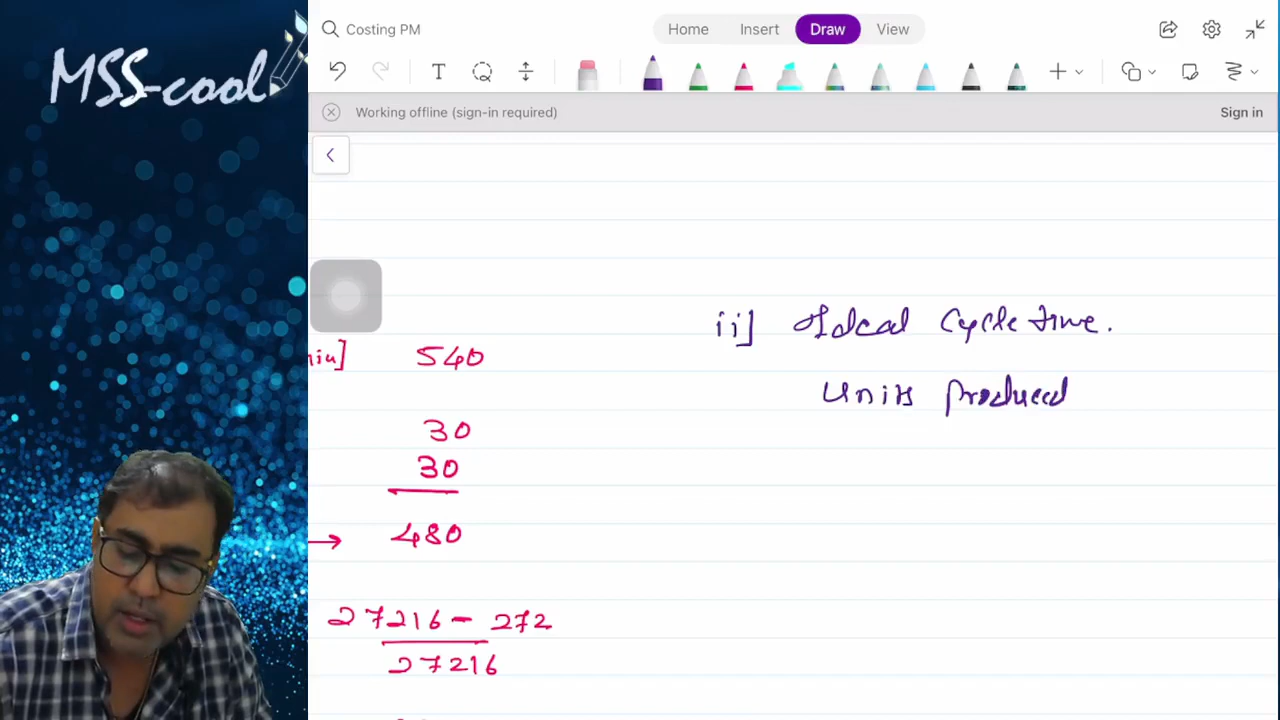 MSS-cool
Costing PM
Home Insert Draw View
Working offline (sign-in required) Sign in
ii] Ideal Cycle time.
540
Units Produced
30
30
→ 480
27216 - 272
27216